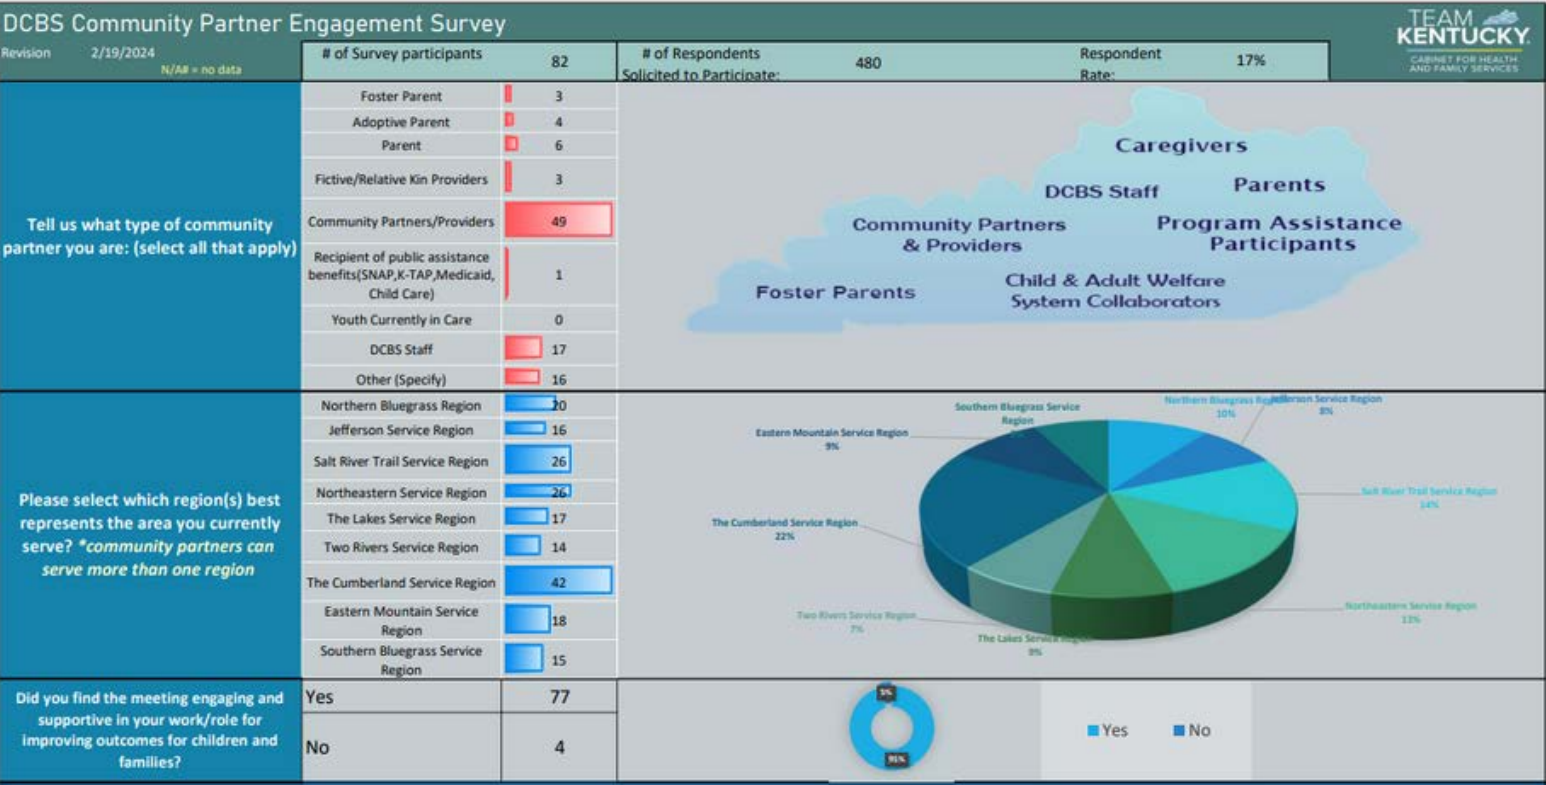 DCBS Community Partner Engagement Survey
Revision 2/19/2024
N/A# = no data
# of Survey participants 82
# of Respondents
Solicited to Participate: 480
Respondent
Rate: 17%
TEAM
KENTUCKY
CABINET FOR HEALTH
AND FAMILY SERVICES
Tell us what type of community
partner you are: (select all that apply)
Foster Parent 3
Adoptive Parent 4
Parent 6
Fictive/Relative Kin Providers 3
Community Partners/Providers 49
Recipient of public assistance
benefits(SNAP,K-TAP,Medicaid,
Child Care) 1
Youth Currently in Care 0
DCBS Staff 17
Other (Specify) 16
Caregivers
DCBS Staff
Parents
Community Partners
& Providers
Program Assistance
Participants
Foster Parents
Child & Adult Welfare
System Collaborators
Please select which region(s) best
represents the area you currently
serve? *community partners can
serve more than one region
Northern Bluegrass Region 20
Jefferson Service Region 16
Salt River Trail Service Region 26
Northeastern Service Region 26
The Lakes Service Region 17
Two Rivers Service Region 14
The Cumberland Service Region 42
Eastern Mountain Service
Region 18
Southern Bluegrass Service
Region 15
Northern Bluegrass Region
10%
Jefferson Service Region
8%
Southern Bluegrass Service
Region
Eastern Mountain Service Region
9%
Salt River Trail Service Region
14%
The Cumberland Service Region
22%
Northeastern Service Region
13%
Two Rivers Service Region
7%
The Lakes Service Region
9%
Did you find the meeting engaging and
supportive in your work/role for
improving outcomes for children and
families?
Yes 77
No 4
5%
Yes
No